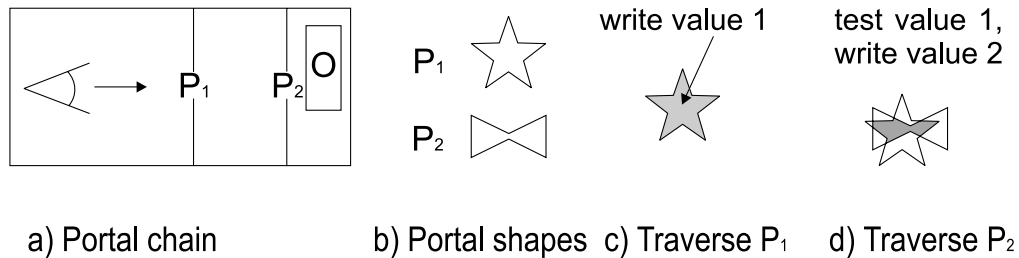 P₁
P₂
O
P₁
P₂
write value 1
test value 1,
write value 2
a) Portal chain
b) Portal shapes
c) Traverse P₁
d) Traverse P₂